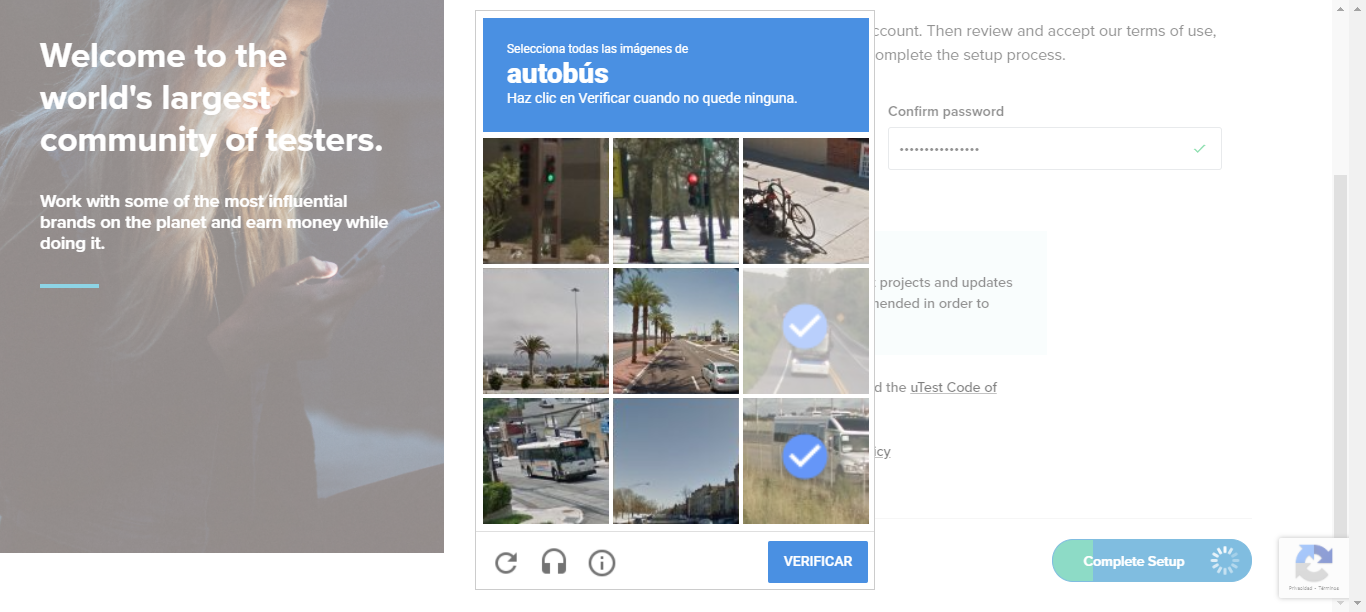 Welcome to the
world's largest
community of testers.
Work with some of the most influential
brands on the planet and earn money while
doing it.
Selecciona todas las imágenes de
autobús
Haz clic en Verificar cuando no quede ninguna.
VERIFICAR
ccount. Then review and accept our terms of use,
omplete the setup process.
Confirm password
••••••••••••••••
projects and updates
nended in order to
d the uTest Code of
icy
Complete Setup
Privacidad - Términos